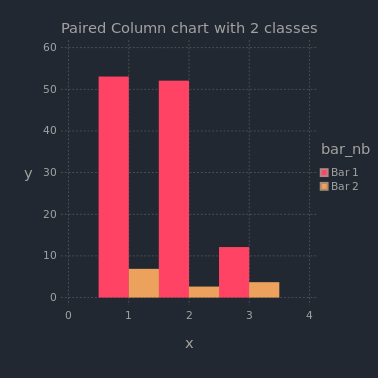 Paired Column chart with 2 classes
60
50
40
30
20
10
0
y
0 1 2 3 4
x
bar_nb
Bar 1
Bar 2